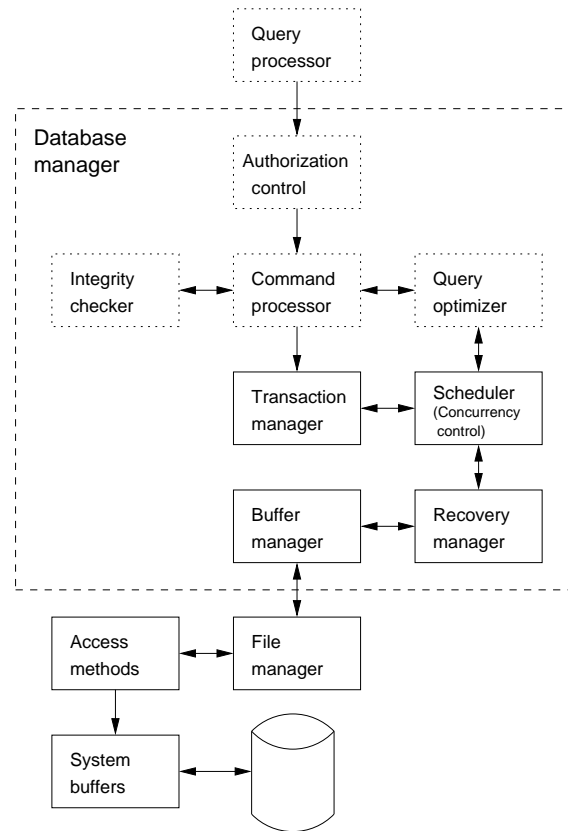 Query
processor
Database
manager
Authorization
control
Integrity
checker
Command
processor
Query
optimizer
Transaction
manager
Scheduler
(Concurrency
control)
Buffer
manager
Recovery
manager
Access
methods
File
manager
System
buffers